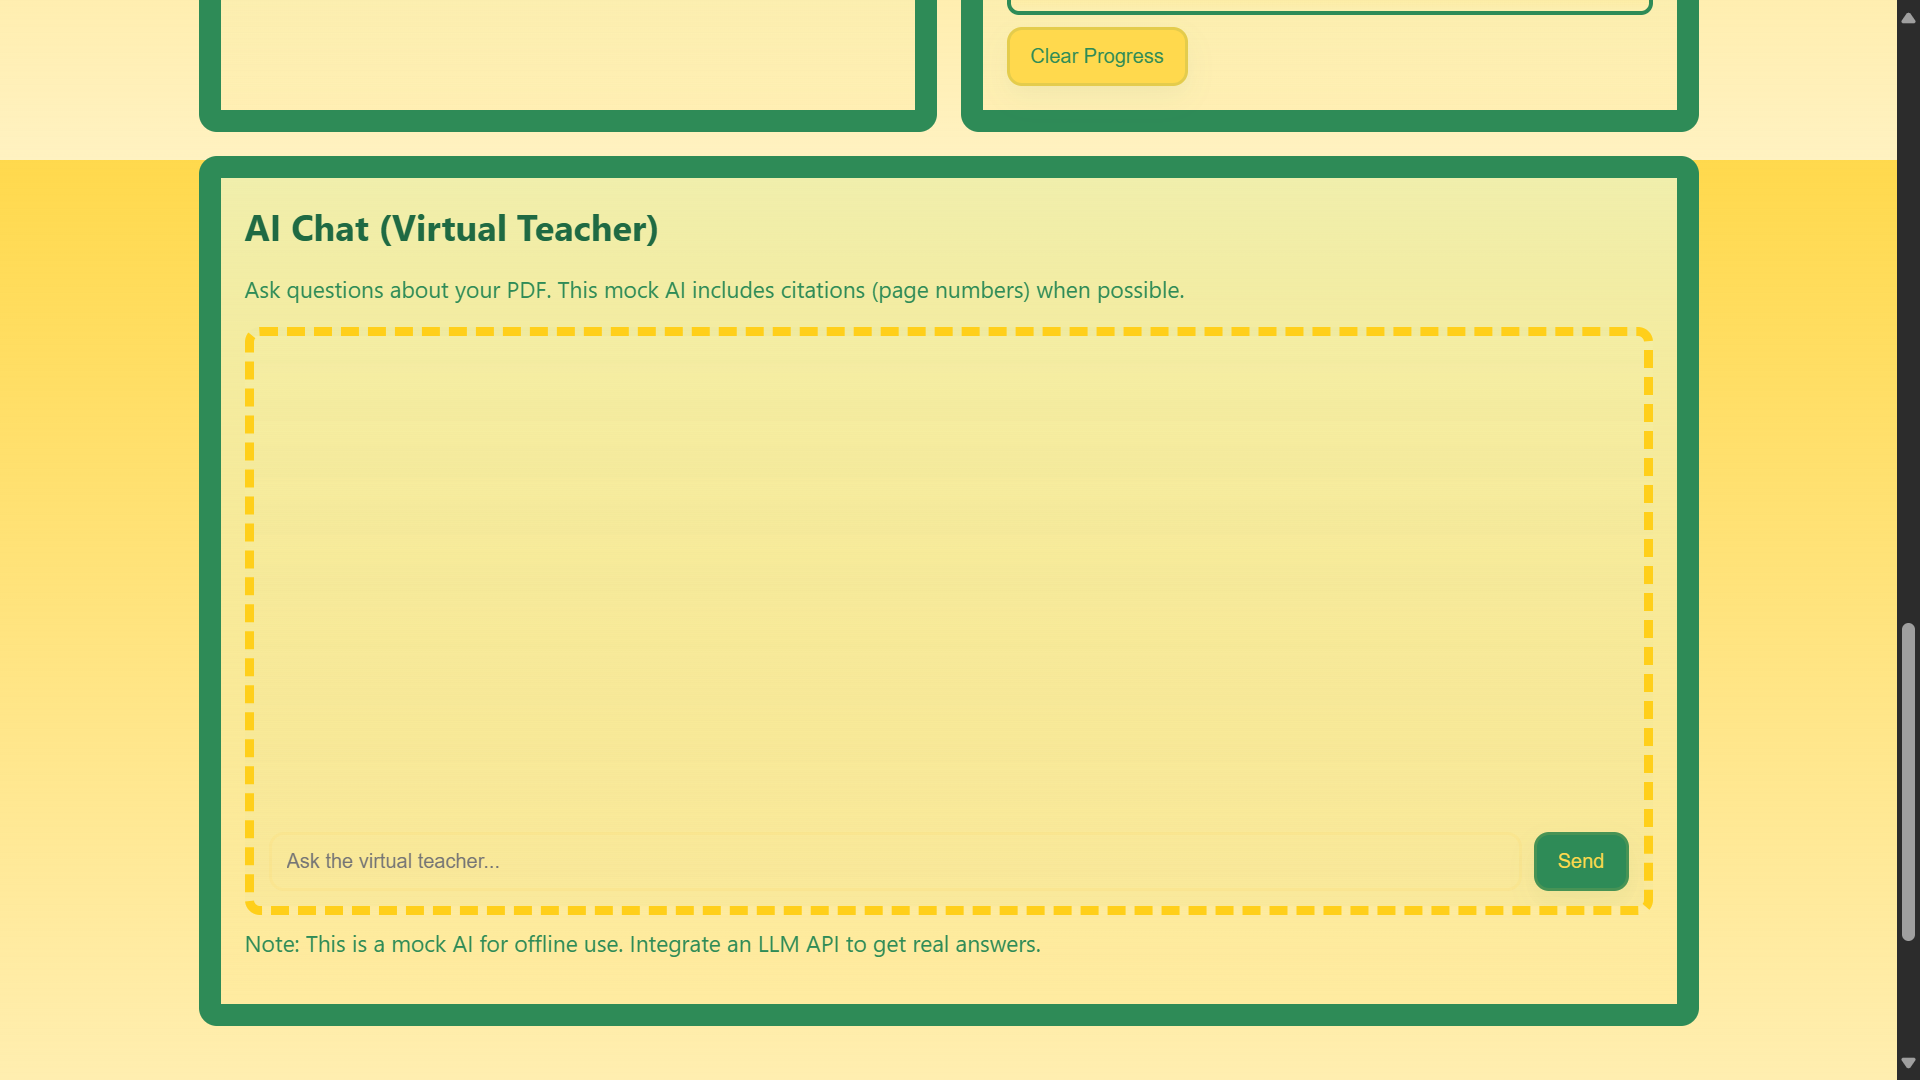 Clear Progress
AI Chat (Virtual Teacher)
Ask questions about your PDF. This mock AI includes citations (page numbers) when possible.
Ask the virtual teacher...
Send
Note: This is a mock AI for offline use. Integrate an LLM API to get real answers.